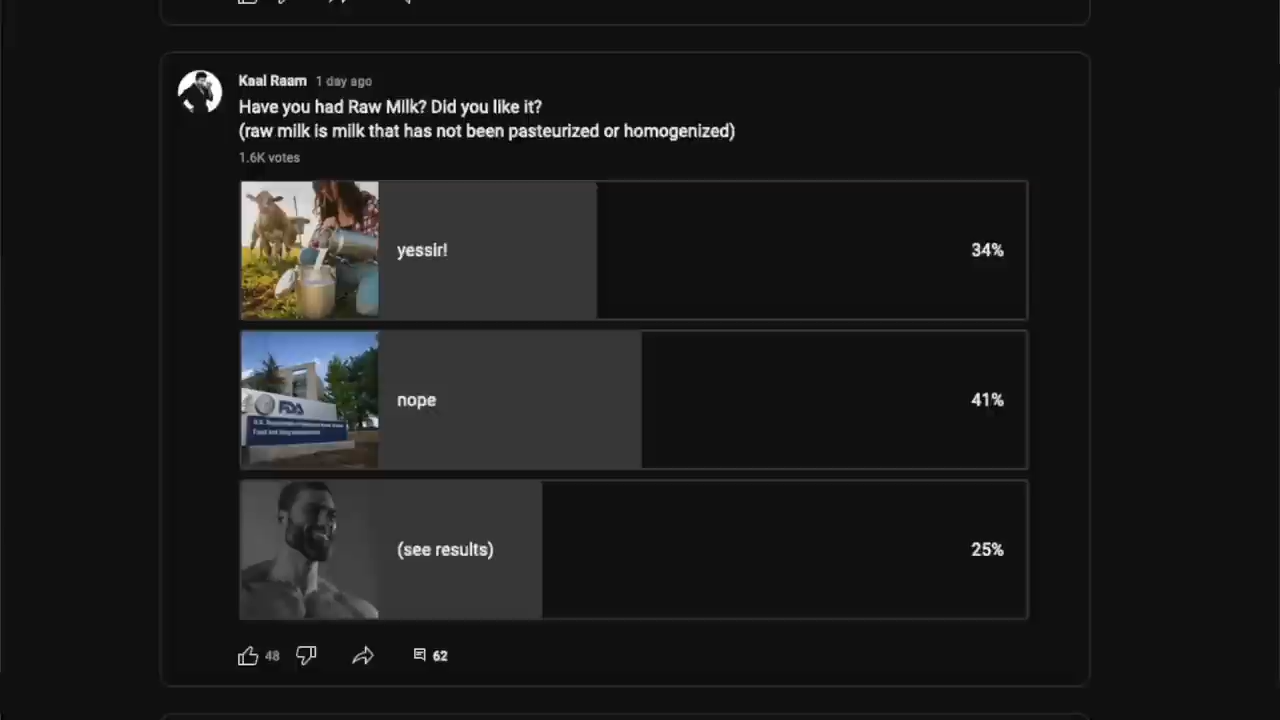 Kaal Raam 1 day ago
Have you had Raw Milk? Did you like it?
(raw milk is milk that has not been pasteurized or homogenized)
1.6K votes
yessir!
34%
FDA
nope
41%
(see results)
25%
48
62